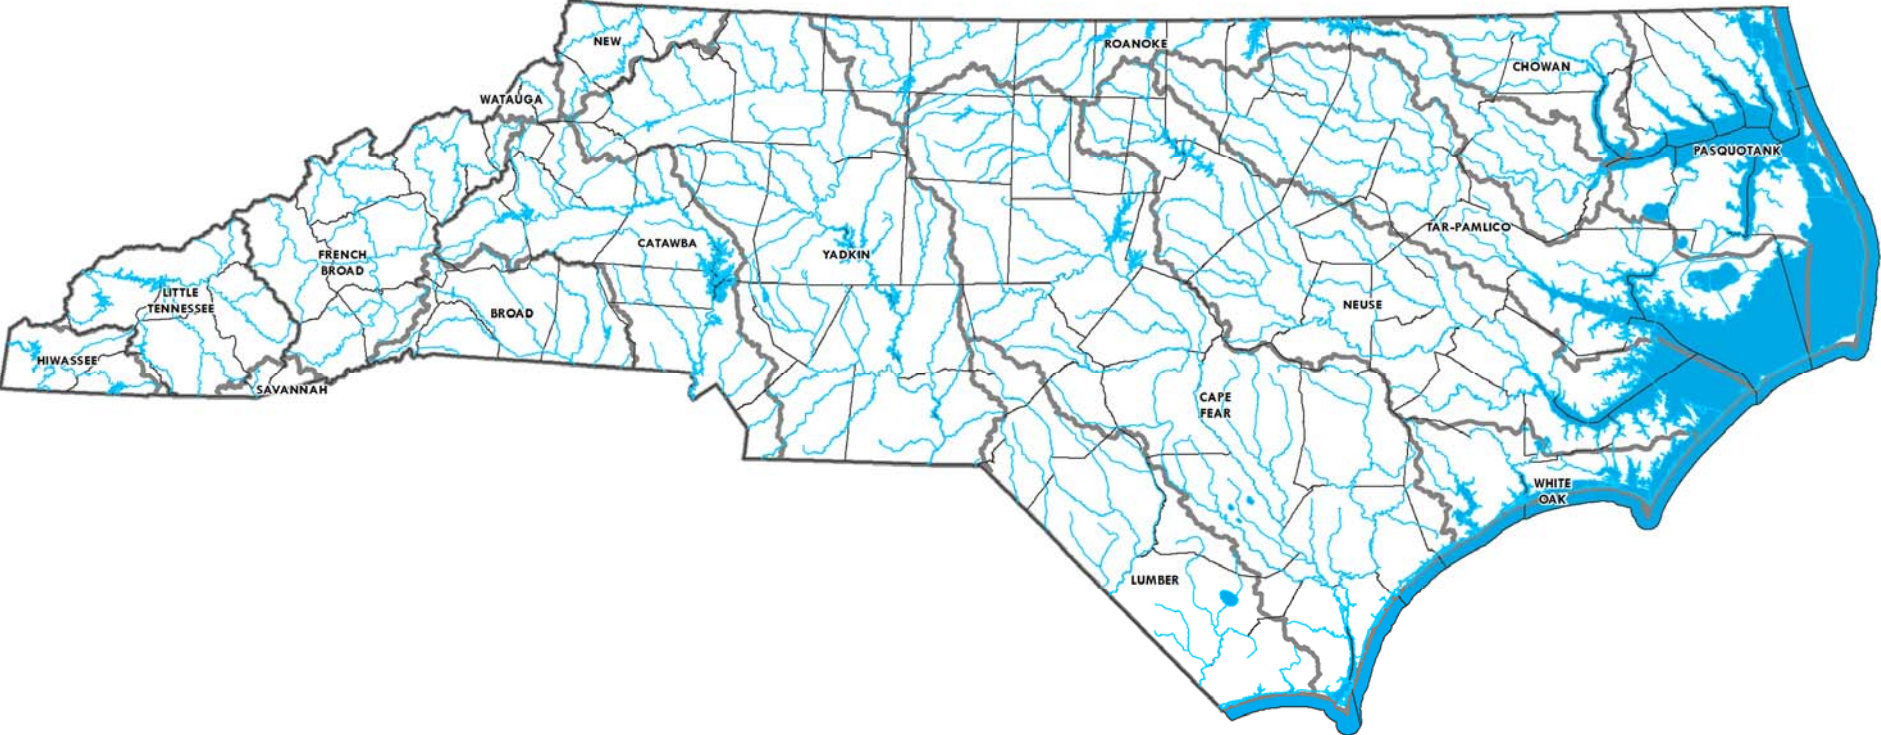 NEW
ROANOKE
CHOWAN
WATAUGA
PASQUOTANK
TAR-PAMLICO
CATAWBA
YADKIN
FRENCH
BROAD
LITTLE
TENNESSEE
NEUSE
BROAD
HIWASSEE
SAVANNAH
CAPE
FEAR
WHITE
OAK
LUMBER